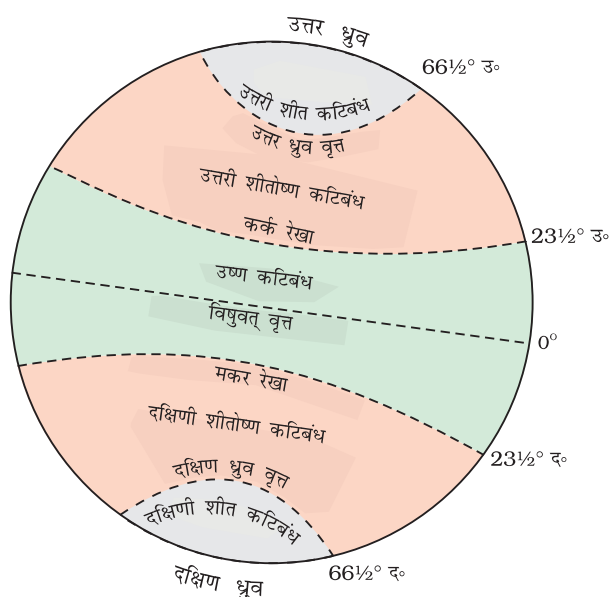 उत्तर ध्रुव
66½° उ॰
उत्तरी शीत कटिबंध
उत्तर ध्रुव वृत्त
उत्तरी शीतोष्ण कटिबंध
कर्क रेखा
23½° उ॰
उष्ण कटिबंध
विषुवत् वृत्त
0°
मकर रेखा
दक्षिणी शीतोष्ण कटिबंध
23½° द॰
दक्षिण ध्रुव वृत्त
दक्षिणी शीत कटिबंध
66½° द॰
दक्षिण ध्रुव